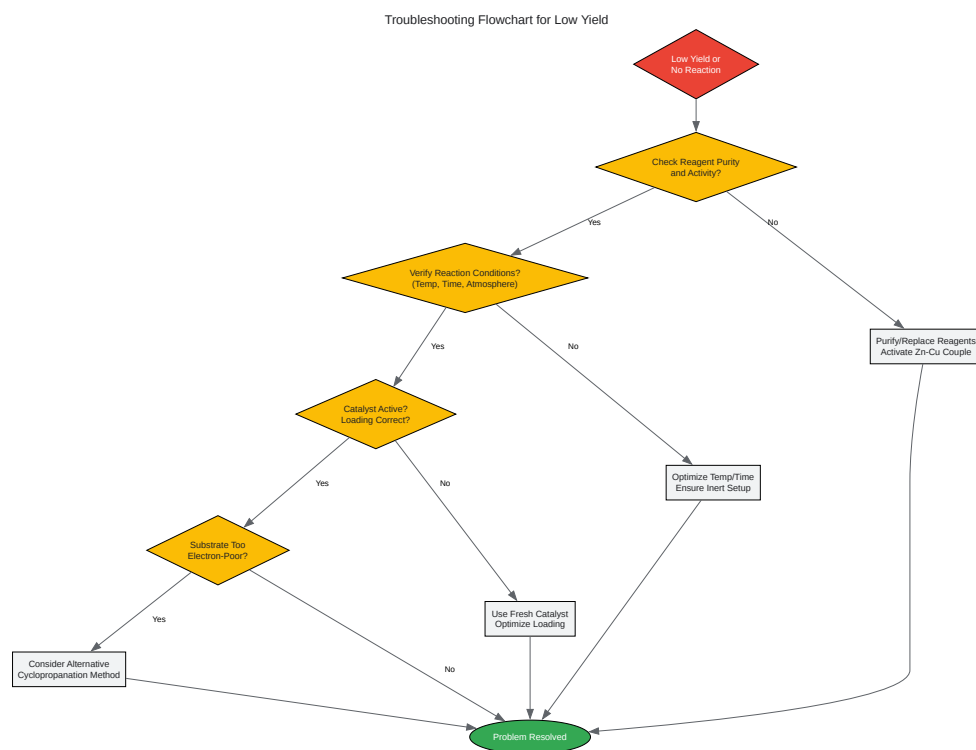 Troubleshooting Flowchart for Low Yield
Low Yield or
No Reaction
Check Reagent Purity
and Activity?
Yes
No
Verify Reaction Conditions?
(Temp, Time, Atmosphere)
Purify/Replace Reagents
Activate Zn-Cu Couple
Yes
No
Catalyst Active?
Loading Correct?
Optimize Temp/Time
Ensure Inert Setup
Yes
No
Substrate Too
Electron-Poor?
Use Fresh Catalyst
Optimize Loading
Yes
Consider Alternative
Cyclopropanation Method
No
Problem Resolved